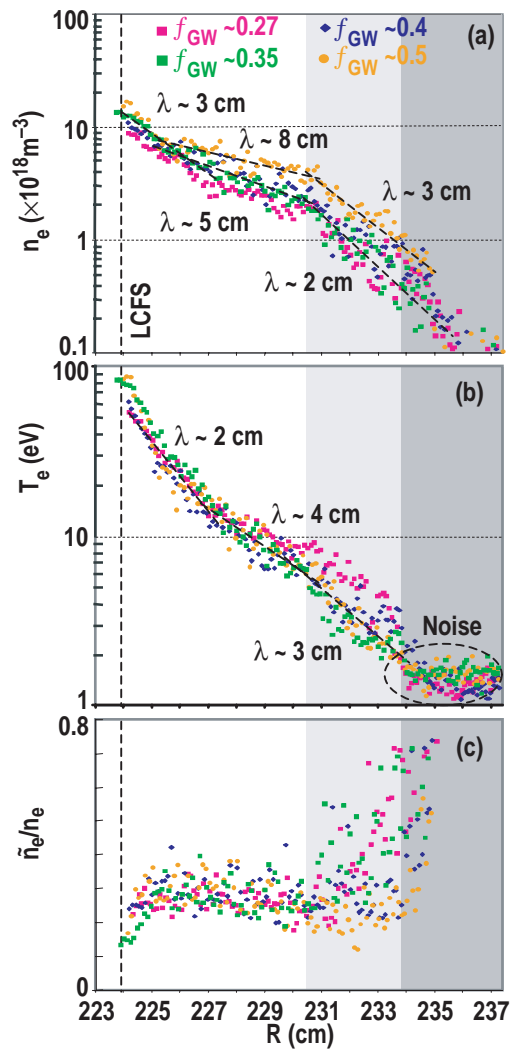 ■ f_GW ~0.27 ◆ f_GW ~0.4 (a)
■ f_GW ~0.35 ● f_GW ~0.5
100
10
1
0.1
n_e (×10^18 m^−3)
λ ~ 3 cm
λ ~ 8 cm
λ ~ 3 cm
λ ~ 5 cm
λ ~ 2 cm
LCFS
(b)
100
10
1
T_e (eV)
λ ~ 2 cm
λ ~ 4 cm
λ ~ 3 cm
Noise
(c)
0.8
0
ñ_e/n_e
223 225 227 229 231 233 235 237
R (cm)